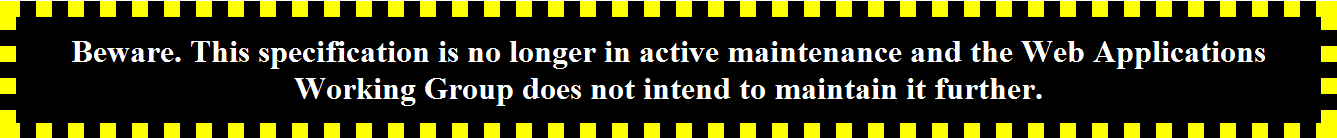 Beware. This specification is no longer in active maintenance and the Web Applications
Working Group does not intend to maintain it further.